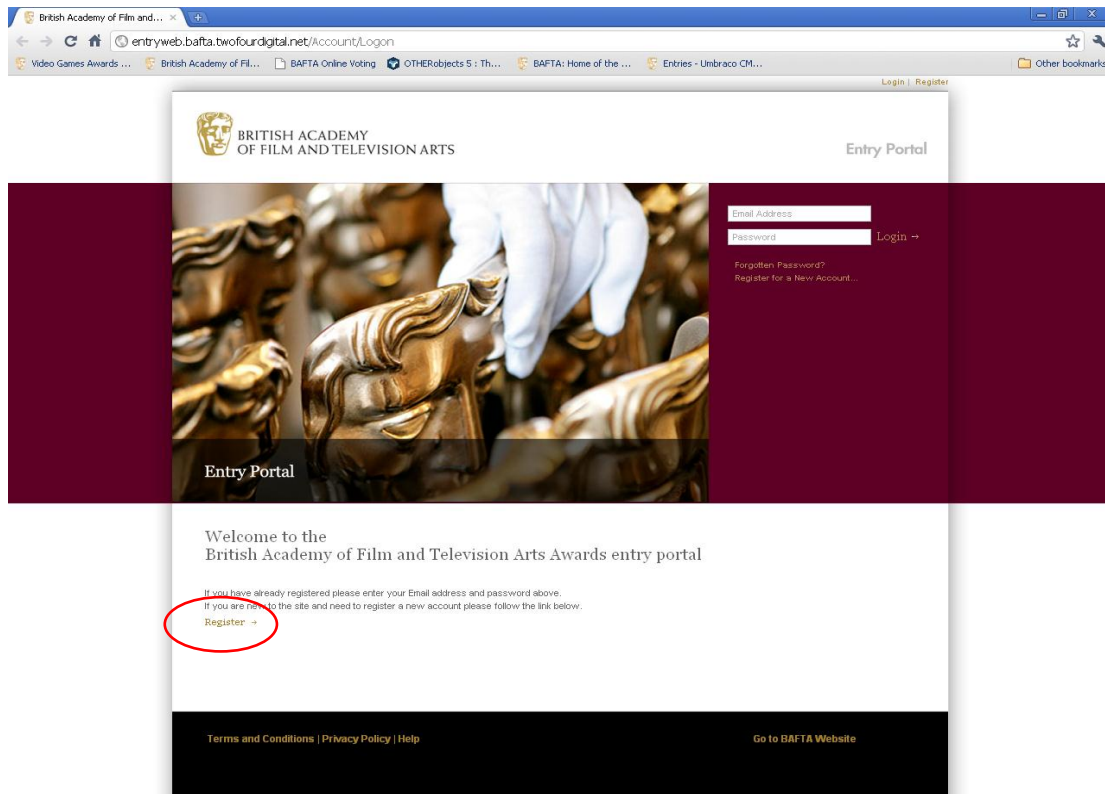 British Academy of Film and...
entryweb.bafta.twofourdigital.net/Account/Logon
Video Games Awards ... British Academy of Fil... BAFTA Online Voting OTHERobjects 5 : Th... BAFTA: Home of the ... Entries - Umbraco CM... Other bookmarks
Login | Register
BRITISH ACADEMY
OF FILM AND TELEVISION ARTS
Entry Portal
Email Address
Password
Login →
Forgotten Password?
Register for a New Account...
Entry Portal
Welcome to the
British Academy of Film and Television Arts Awards entry portal
If you have already registered please enter your Email address and password above.
If you are new to the site and need to register a new account please follow the link below.
Register →
Terms and Conditions | Privacy Policy | Help
Go to BAFTA Website